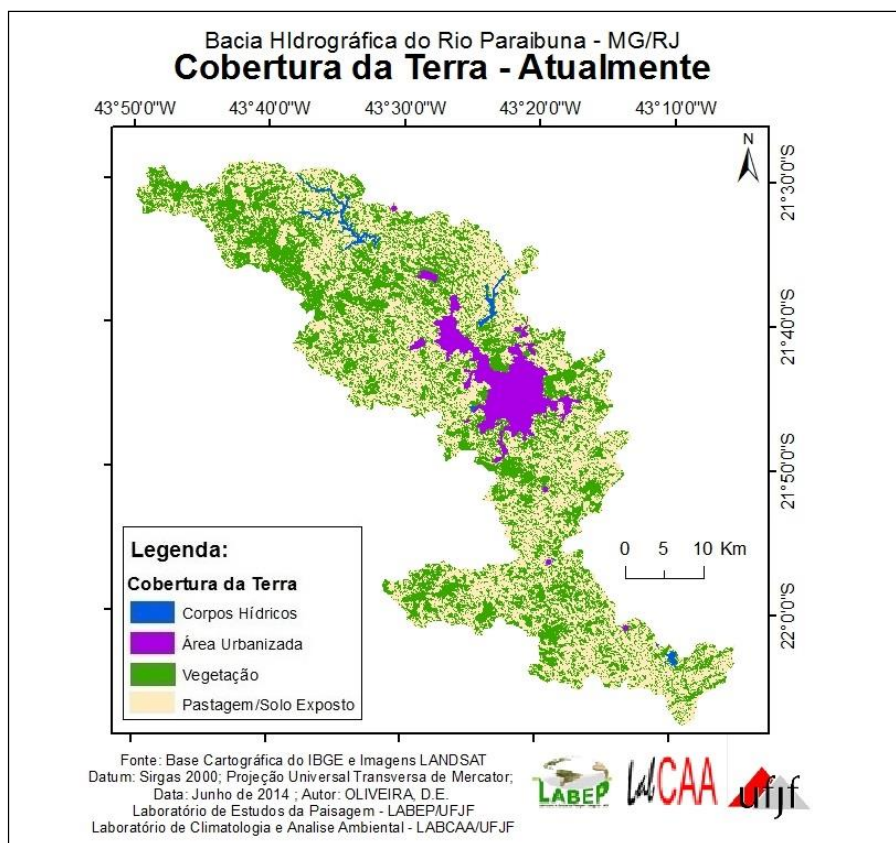 Bacia HIdrográfica do Rio Paraibuna - MG/RJ
Cobertura da Terra - Atualmente
43°50'0"W 43°40'0"W 43°30'0"W 43°20'0"W 43°10'0"W
N
21°30'0"S
21°40'0"S
21°50'0"S
22°0'0"S
0 5 10 Km
Legenda:
Cobertura da Terra
Corpos Hídricos
Área Urbanizada
Vegetação
Pastagem/Solo Exposto
Fonte: Base Cartográfica do IBGE e Imagens LANDSAT
Datum: Sirgas 2000; Projeção Universal Transversa de Mercator;
Data: Junho de 2014 ; Autor: OLIVEIRA, D.E.
Laboratório de Estudos da Paisagem - LABEP/UFJF
Laboratório de Climatologia e Analise Ambiental - LABCAA/UFJF
LABEP
LabCAA
ufjf